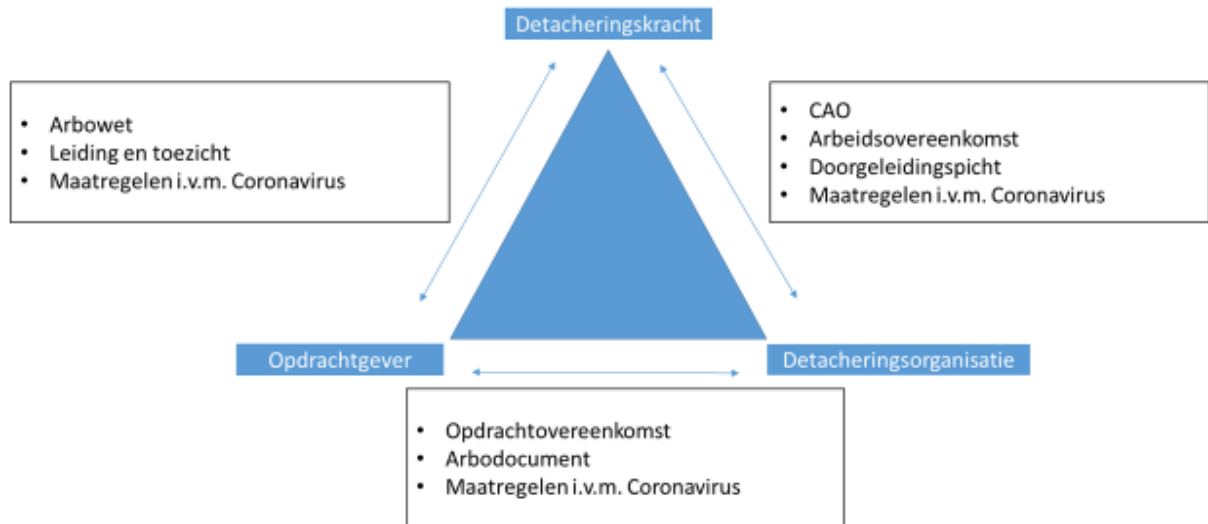 Detacheringskracht
• Arbowet
• Leiding en toezicht
• Maatregelen i.v.m. Coronavirus
• CAO
• Arbeidsovereenkomst
• Doorgeleidingspicht
• Maatregelen i.v.m. Coronavirus
Opdrachtgever
Detacheringsorganisatie
• Opdrachtovereenkomst
• Arbodocument
• Maatregelen i.v.m. Coronavirus